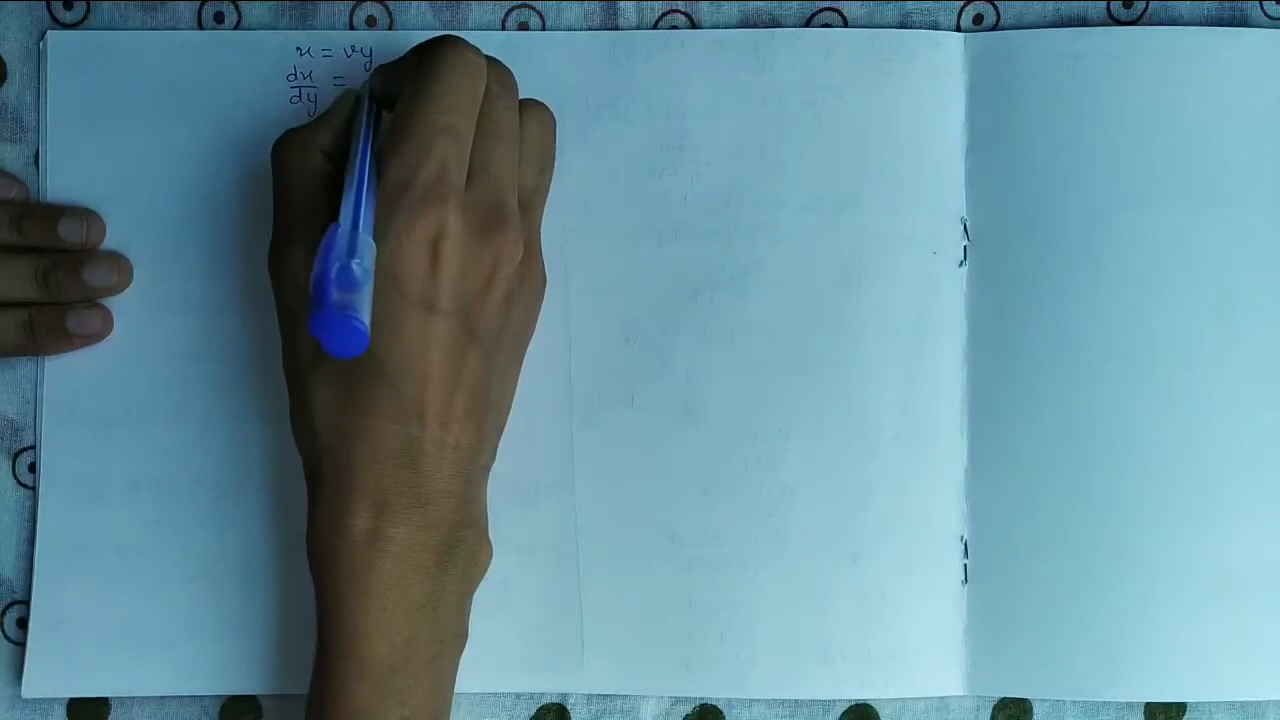 x = vy
dx/dy =